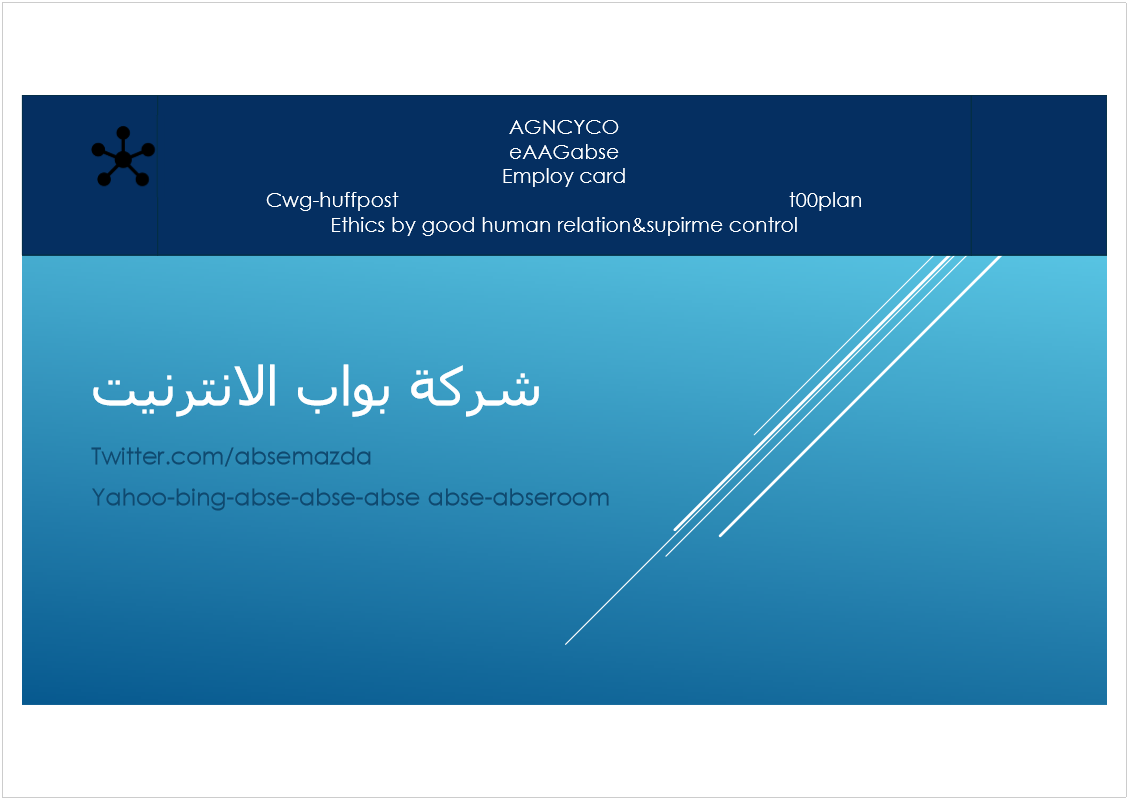 AGNCYCO
eAAGabse
Employ card
Cwg-huffpost t00plan
Ethics by good human relation&supirme control
شركة بواب الانترنيت
Twitter.com/absemazda
Yahoo-bing-abse-abse-abse abse-abseroom